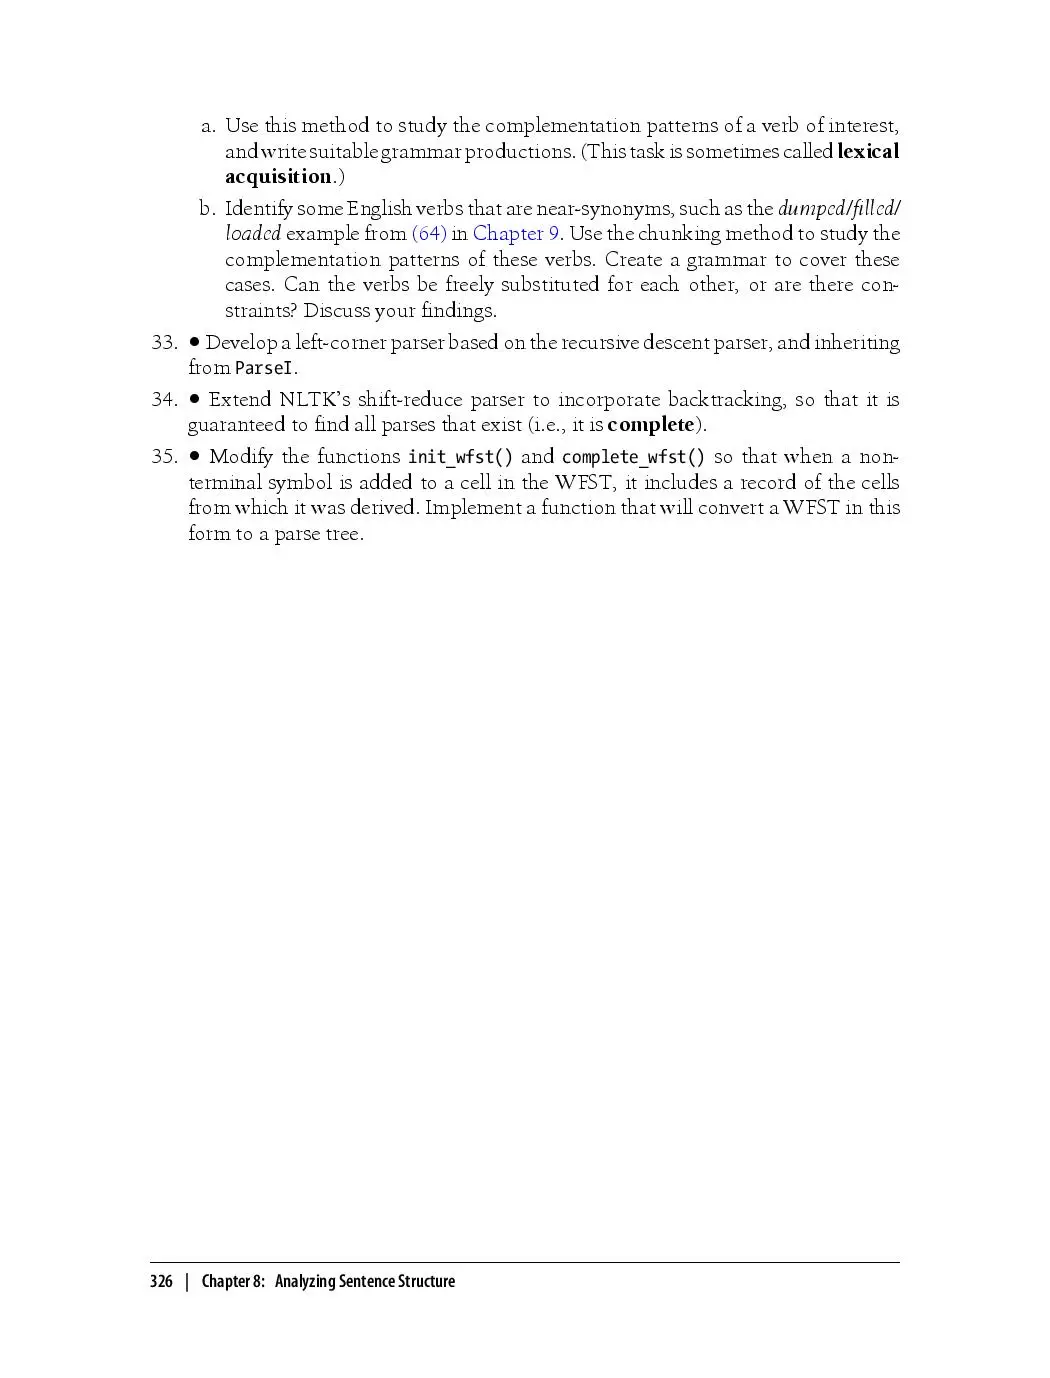 a. Use this method to study the complementation patterns of a verb of interest,
and write suitable grammar productions. (This task is sometimes called lexical
acquisition.)
b. Identify some English verbs that are near-synonyms, such as the dumped/filled/
loaded example from (64) in Chapter 9. Use the chunking method to study the
complementation patterns of these verbs. Create a grammar to cover these
cases. Can the verbs be freely substituted for each other, or are there con-
straints? Discuss your findings.
33. ● Develop a left-corner parser based on the recursive descent parser, and inheriting
from ParseI.
34. ● Extend NLTK’s shift-reduce parser to incorporate backtracking, so that it is
guaranteed to find all parses that exist (i.e., it is complete).
35. ● Modify the functions init_wfst() and complete_wfst() so that when a non-
terminal symbol is added to a cell in the WFST, it includes a record of the cells
from which it was derived. Implement a function that will convert a WFST in this
form to a parse tree.
326 | Chapter 8: Analyzing Sentence Structure